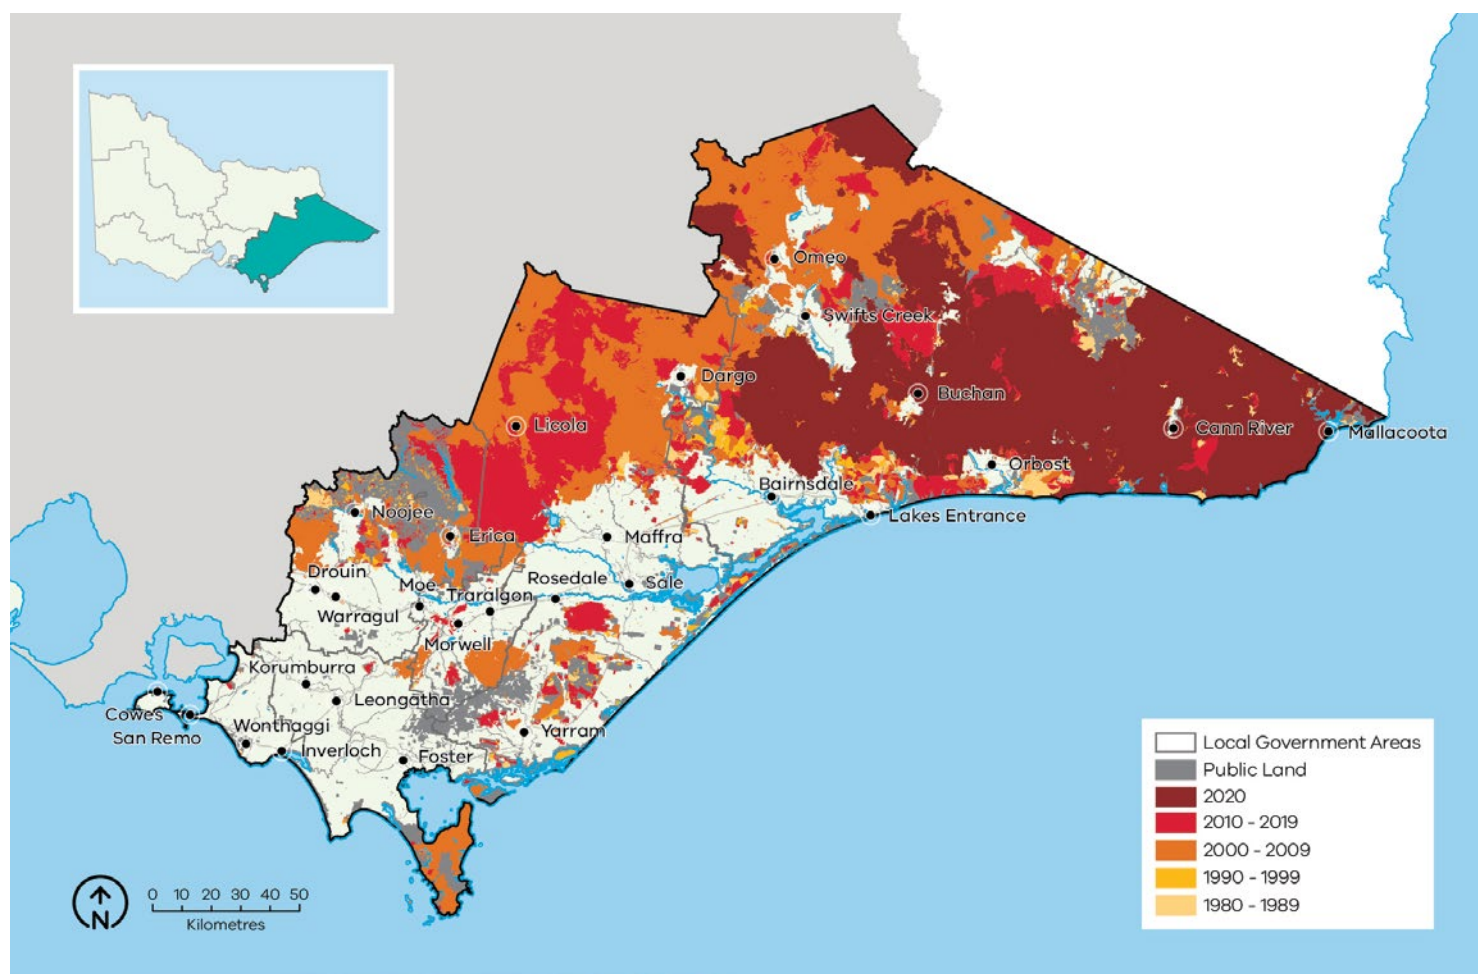 Omeo
Swifts Creek
Dargo
Buchan
Licola
Cann River
Mallacoota
Orbost
Bairnsdale
Noojee
Lakes Entrance
Erica
Maffra
Drouin
Moe
Rosedale
Sale
Traralgon
Warragul
Morwell
Korumburra
Leongatha
Cowes
San Remo
Wonthaggi
Yarram
Inverloch
Foster
Local Government Areas
Public Land
2020
2010 - 2019
2000 - 2009
1990 - 1999
1980 - 1989
N
0 10 20 30 40 50
Kilometres